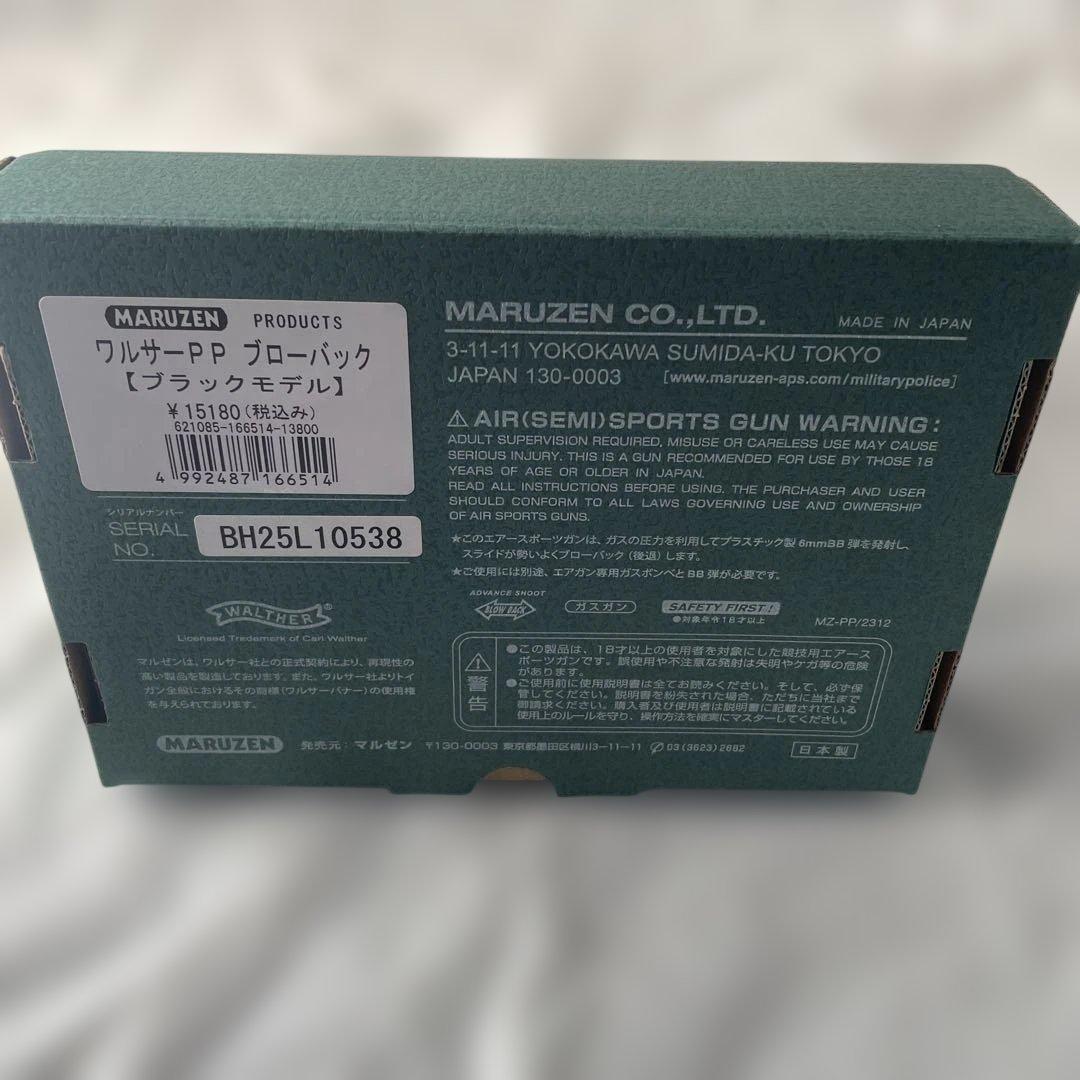 MARUZEN PRODUCTS
ワルサーPP ブローバック
【ブラックモデル】
￥15180(税込み)
621085-166514-13800
4 992487 166514
シリアルナンバー
SERIAL NO.
BH25L10538
WALTHER®
Licensed Trademark of Carl Walther
マルゼンは、ワルサー社との正式契約により、再現性の
高い製品を製造しております。また、ワルサー社よりトイ
ガン全般におけるその商標(ワルサーバナー)の使用権
を与えられております。
MARUZEN CO.,LTD. MADE IN JAPAN
3-11-11 YOKOKAWA SUMIDA-KU TOKYO
JAPAN 130-0003 [www.maruzen-aps.com/militarypolice]
⚠ AIR(SEMI)SPORTS GUN WARNING:
ADULT SUPERVISION REQUIRED, MISUSE OR CARELESS USE MAY CAUSE
SERIOUS INJURY. THIS IS A GUN RECOMMENDED FOR USE BY THOSE 18
YEARS OF AGE OR OLDER IN JAPAN.
READ ALL INSTRUCTIONS BEFORE USING. THE PURCHASER AND USER
SHOULD CONFORM TO ALL LAWS GOVERNING USE AND OWNERSHIP
OF AIR SPORTS GUNS.
★このエアースポーツガンは、ガスの圧力を利用してプラスチック製6mmBB弾を発射し、
スライドが勢いよくブローバック(後退)します。
★ご使用には別途、エアガン専用ガスボンベとBB弾が必要です。
ADVANCE SHOOT
BLOW BACK ガスガン SAFETY FIRST!
●対象年令18才以上 MZ-PP/2312
⚠警告
●この製品は、18才以上の使用者を対象にした競技用エアース
ポーツガンです。誤使用や不注意な発射は失明やケガ等の危険
があります。
●ご使用前に使用説明書は全てお読みください。そして、必ず保
管してください。説明書を紛失された場合、ただちに当社まで
御請求ください。購入者及び使用者は説明書に記載されている
使用上のルールを守り、操作方法を確実にマスターしてください。
MARUZEN 発売元：マルゼン 〒130-0003 東京都墨田区横川3-11-11 ✆03(3623)2682 日本製